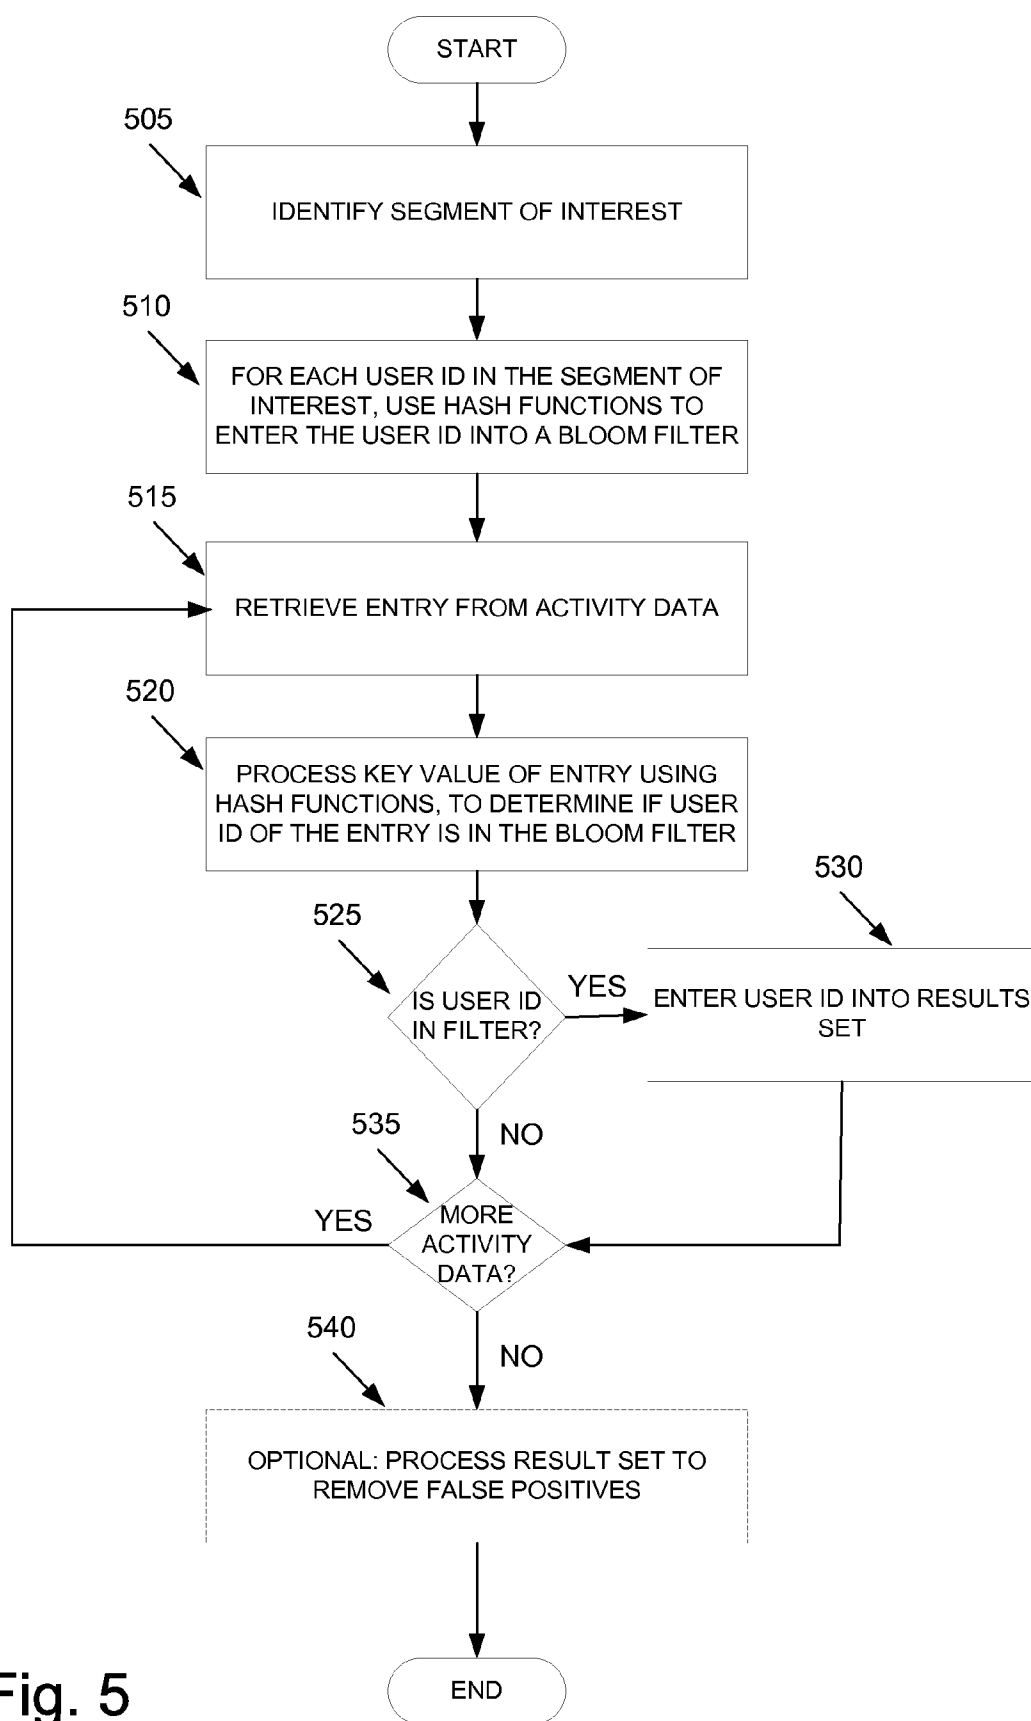 START
505
IDENTIFY SEGMENT OF INTEREST
510
FOR EACH USER ID IN THE SEGMENT OF
INTEREST, USE HASH FUNCTIONS TO
ENTER THE USER ID INTO A BLOOM FILTER
515
RETRIEVE ENTRY FROM ACTIVITY DATA
520
PROCESS KEY VALUE OF ENTRY USING
HASH FUNCTIONS, TO DETERMINE IF USER
ID OF THE ENTRY IS IN THE BLOOM FILTER
525
IS USER ID
IN FILTER?
YES
530
ENTER USER ID INTO RESULTS
SET
NO
535
MORE
ACTIVITY
DATA?
YES
NO
540
OPTIONAL: PROCESS RESULT SET TO
REMOVE FALSE POSITIVES
END
Fig. 5